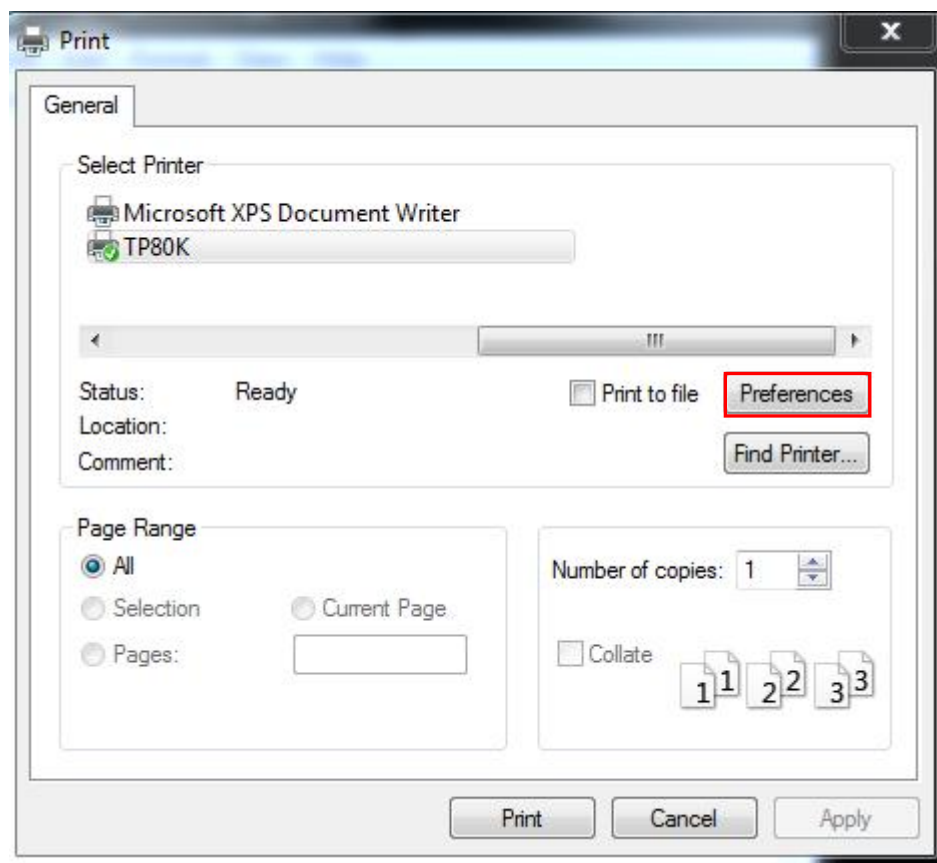 Print
x
General
Select Printer
Microsoft XPS Document Writer
TP80K
Status: Ready
Print to file
Preferences
Location:
Comment:
Find Printer...
Page Range
All
Selection
Current Page
Pages:
Number of copies: 1
Collate
1 1 2 2 3 3
Print
Cancel
Apply